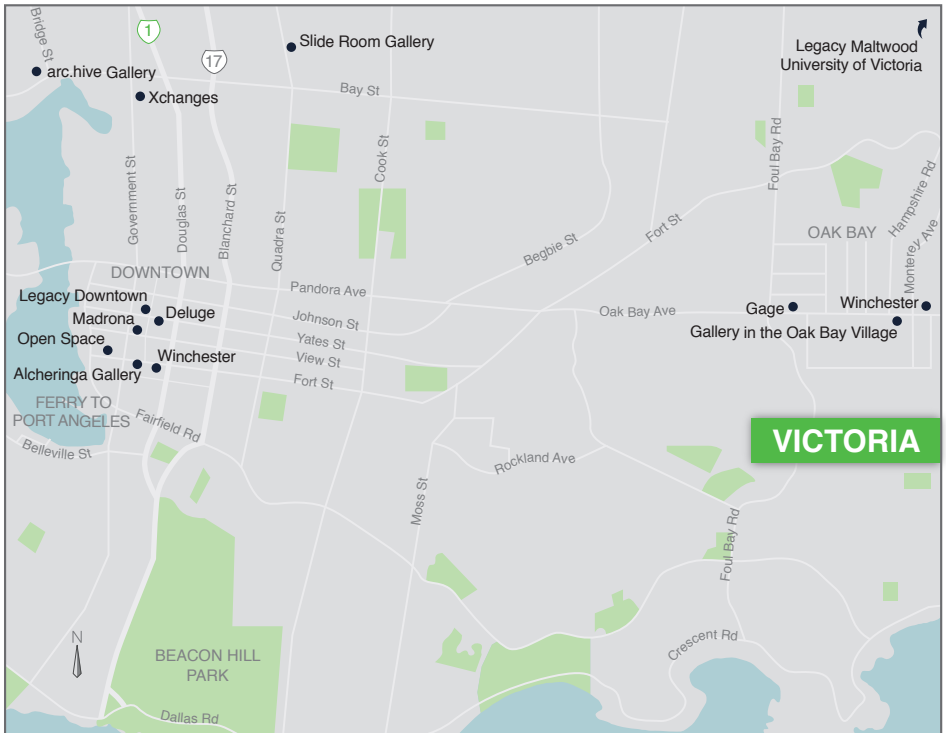 Bridge St
1
17
Slide Room Gallery
Legacy Maltwood
University of Victoria
arc.hive Gallery
Xchanges
Bay St
Cook St
Foul Bay Rd
Government St
Douglas St
Blanchard St
Quadra St
Hampshire Rd
Monterey Ave
Fort St
Begbie St
OAK BAY
DOWNTOWN
Pandora Ave
Legacy Downtown
Deluge
Madrona
Johnson St
Oak Bay Ave
Gage
Winchester
Gallery in the Oak Bay Village
Open Space
Yates St
Winchester
View St
Alcheringa Gallery
Fort St
FERRY TO
PORT ANGELES
Fairfield Rd
Belleville St
VICTORIA
Rockland Ave
Moss St
Foul Bay Rd
Crescent Rd
N
BEACON HILL
PARK
Dallas Rd